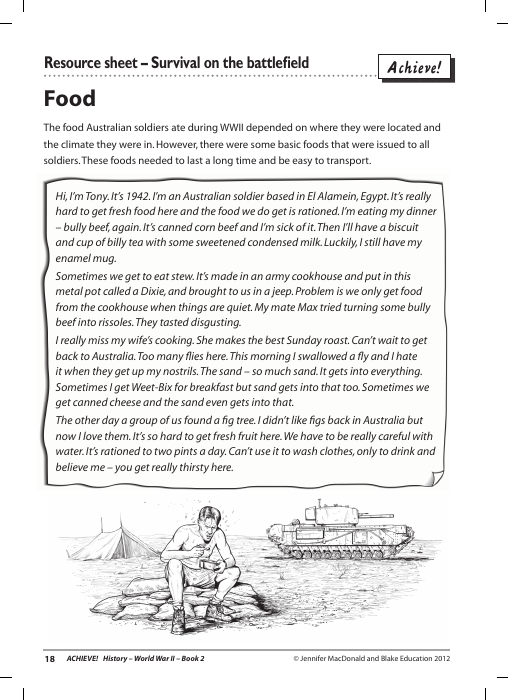 Resource sheet – Survival on the battlefield
Achieve!
Food
The food Australian soldiers ate during WWII depended on where they were located and
the climate they were in. However, there were some basic foods that were issued to all
soldiers. These foods needed to last a long time and be easy to transport.
Hi, I'm Tony. It's 1942. I'm an Australian soldier based in El Alamein, Egypt. It's really
hard to get fresh food here and the food we do get is rationed. I'm eating my dinner
– bully beef, again. It's canned corn beef and I'm sick of it. Then I'll have a biscuit
and cup of billy tea with some sweetened condensed milk. Luckily, I still have my
enamel mug.
Sometimes we get to eat stew. It's made in an army cookhouse and put in this
metal pot called a Dixie, and brought to us in a jeep. Problem is we only get food
from the cookhouse when things are quiet. My mate Max tried turning some bully
beef into rissoles. They tasted disgusting.
I really miss my wife's cooking. She makes the best Sunday roast. Can't wait to get
back to Australia. Too many flies here. This morning I swallowed a fly and I hate
it when they get up my nostrils. The sand – so much sand. It gets into everything.
Sometimes I get Weet-Bix for breakfast but sand gets into that too. Sometimes we
get canned cheese and the sand even gets into that.
The other day a group of us found a fig tree. I didn't like figs back in Australia but
now I love them. It's so hard to get fresh fruit here. We have to be really careful with
water. It's rationed to two pints a day. Can't use it to wash clothes, only to drink and
believe me – you get really thirsty here.
18 ACHIEVE! History – World War II – Book 2
© Jennifer MacDonald and Blake Education 2012